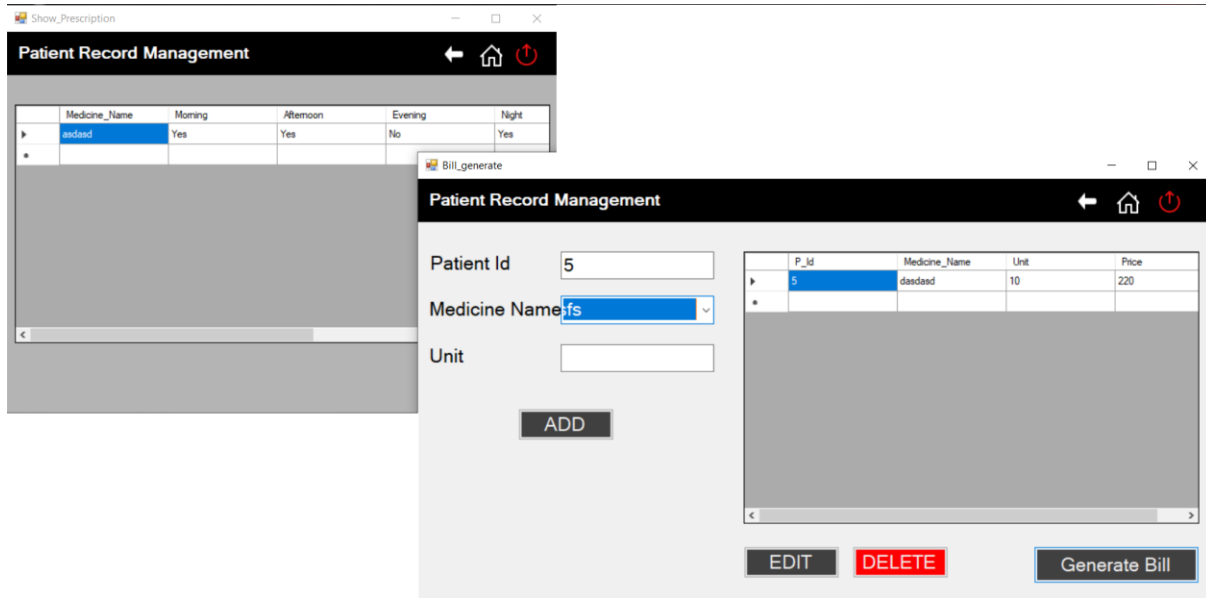 Show_Prescription
Patient Record Management
Medicine_Name Morning Afternoon Evening Night
asdasd Yes Yes No Yes
Bill_generate
Patient Record Management
Patient Id 5
Medicine Name sfs
Unit
ADD
P_Id Medicine_Name Unit Price
5 dasdasd 10 220
EDIT DELETE Generate Bill